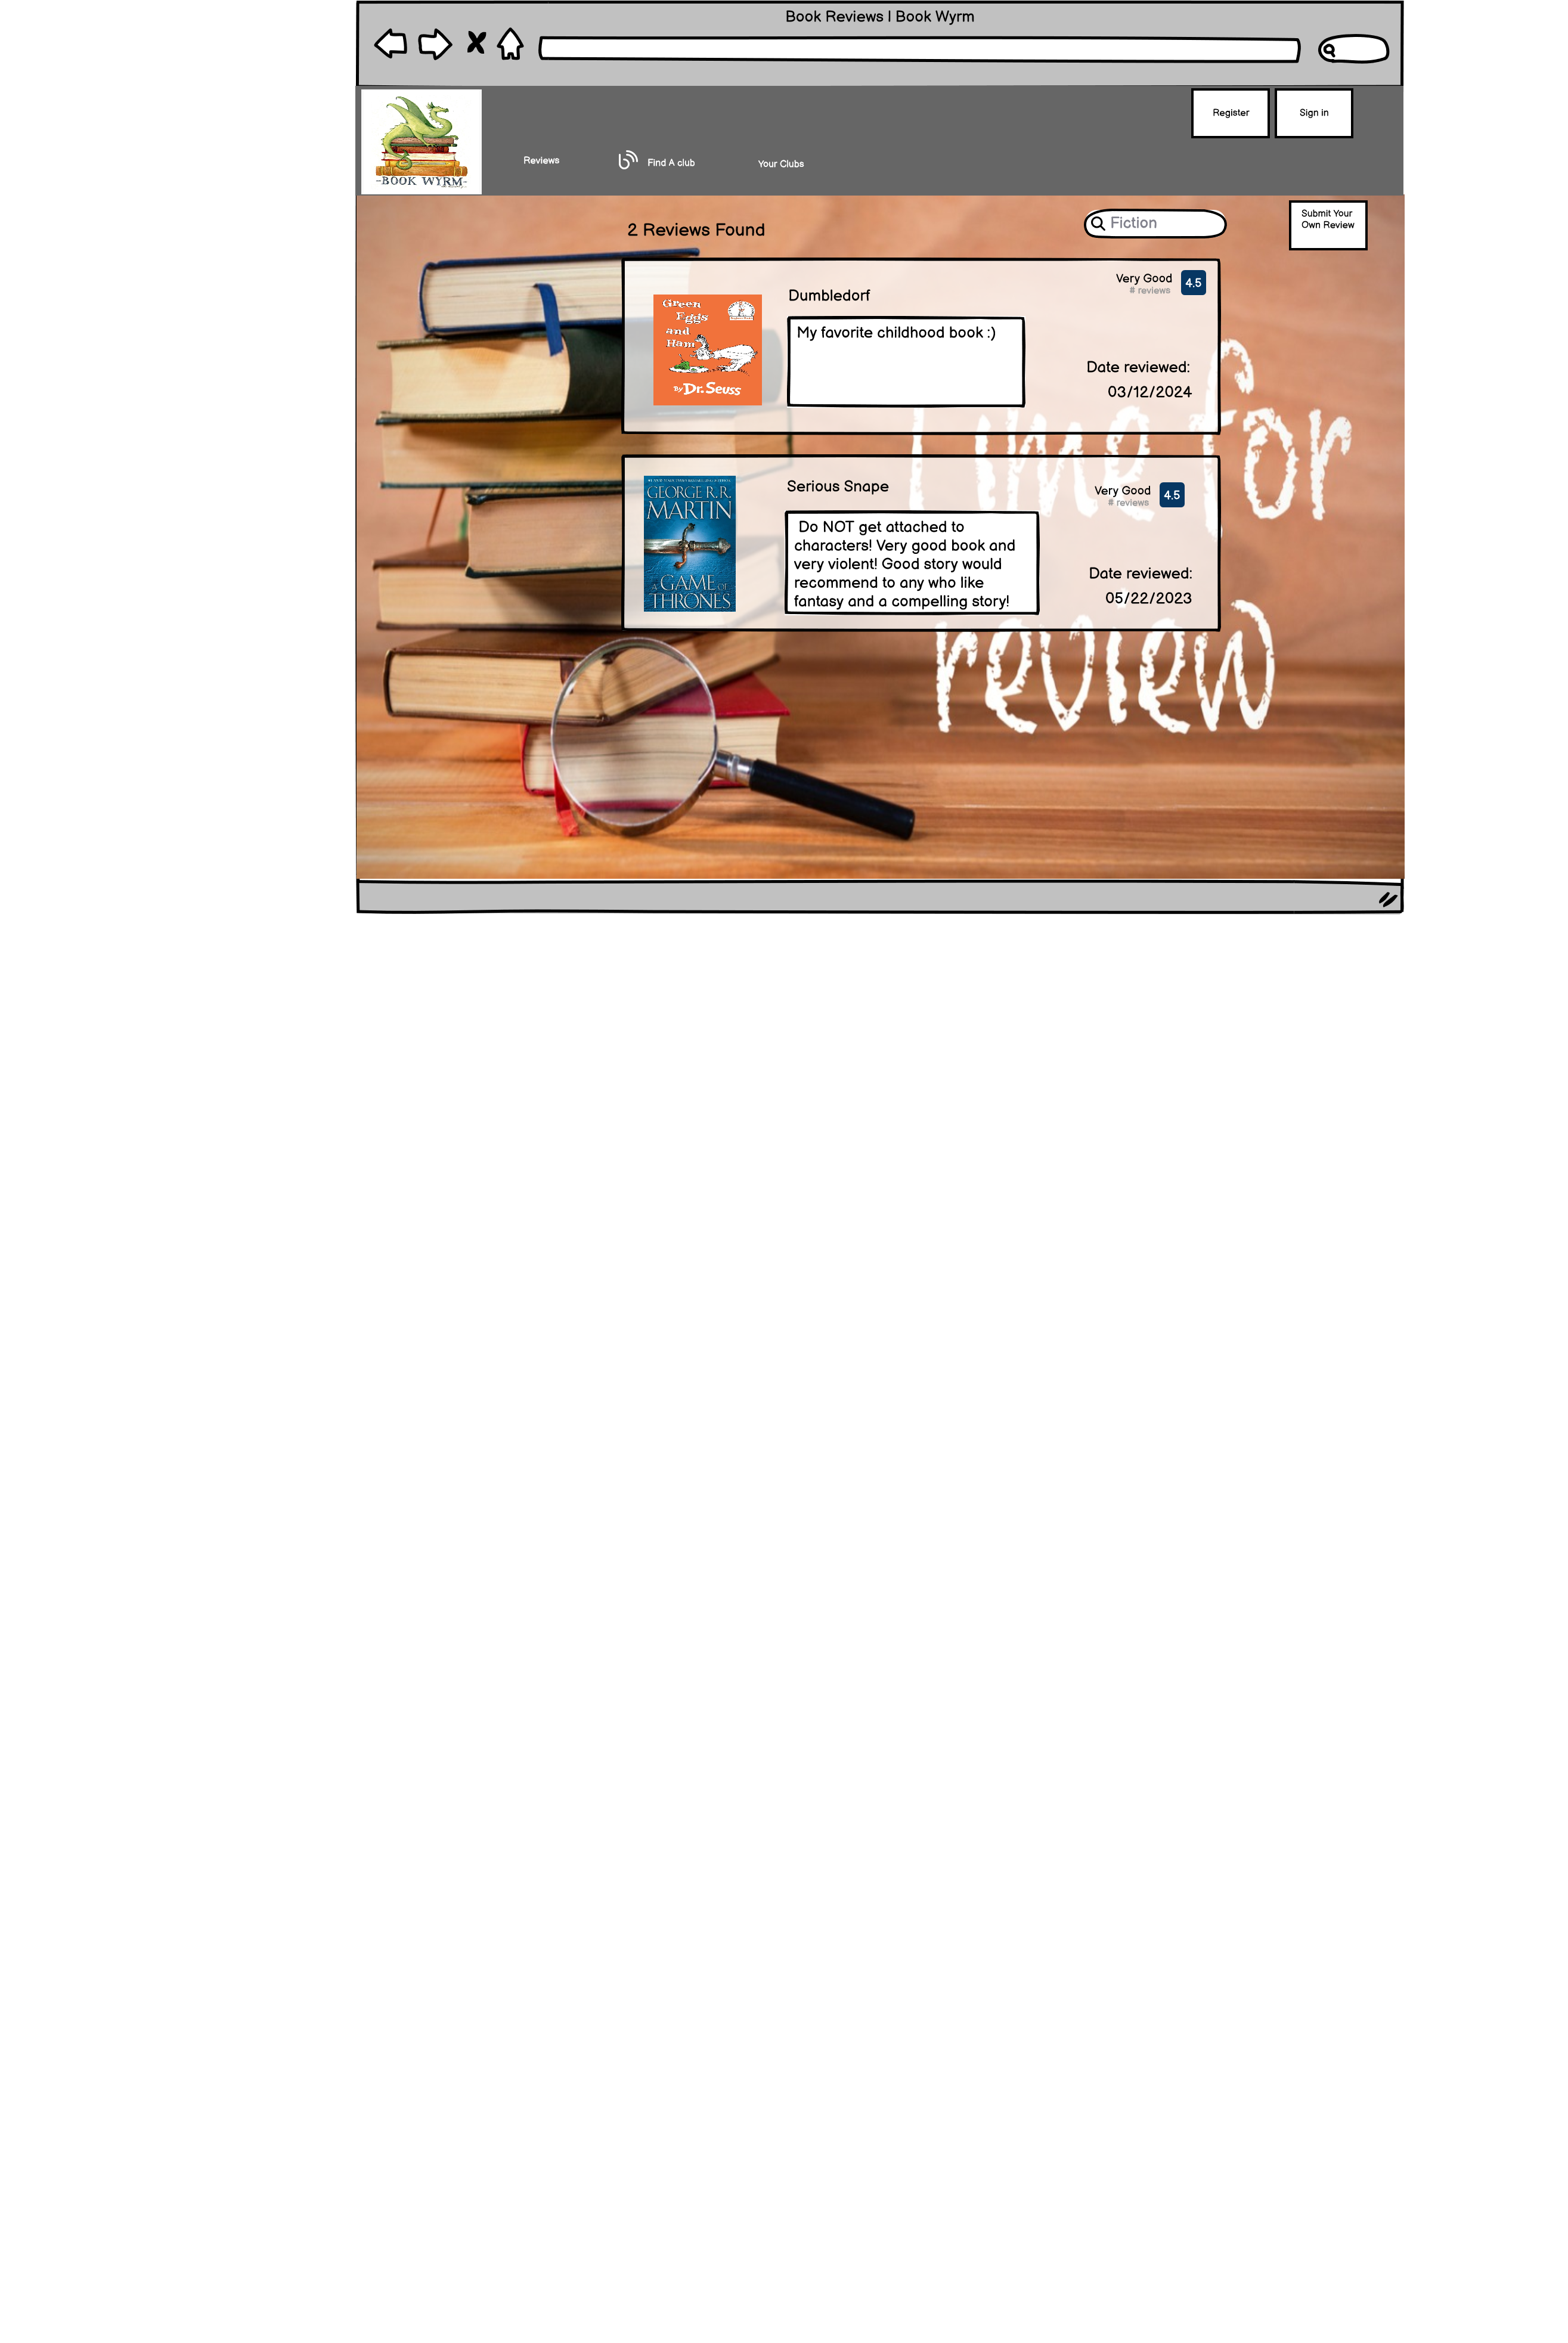 Book Reviews | Book Wyrm
Register
Sign in
-BOOK WYRM-
Reviews
Find A club
Your Clubs
2 Reviews Found
Fiction
Submit Your
Own Review
Green
Eggs
and
Ham
By Dr. Seuss
Dumbledorf
My favorite childhood book :)
Very Good
# reviews
4.5
Date reviewed:
03/12/2024
Time for
review
GEORGE R. R.
MARTIN
A GAME OF
THRONES
Serious Snape
Do NOT get attached to
characters! Very good book and
very violent! Good story would
recommend to any who like
fantasy and a compelling story!
Very Good
# reviews
4.5
Date reviewed:
05/22/2023